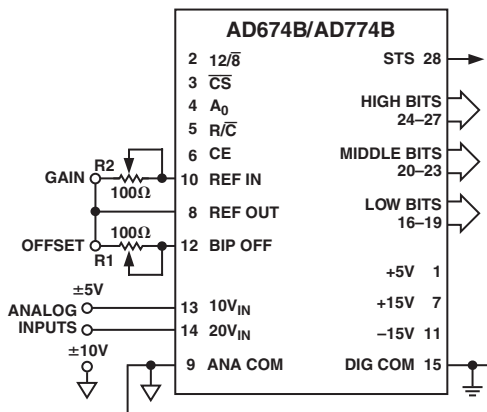 AD674B/AD774B
2 12/8̅
STS 28
3 C̅S̅
4 A₀
HIGH BITS
24–27
5 R/C̅
R2
6 CE
MIDDLE BITS
20–23
GAIN
100Ω
10 REF IN
8 REF OUT
LOW BITS
16–19
100Ω
OFFSET
12 BIP OFF
R1
+5V 1
±5V
ANALOG
INPUTS
13 10VIN
+15V 7
14 20VIN
–15V 11
±10V
9 ANA COM
DIG COM 15